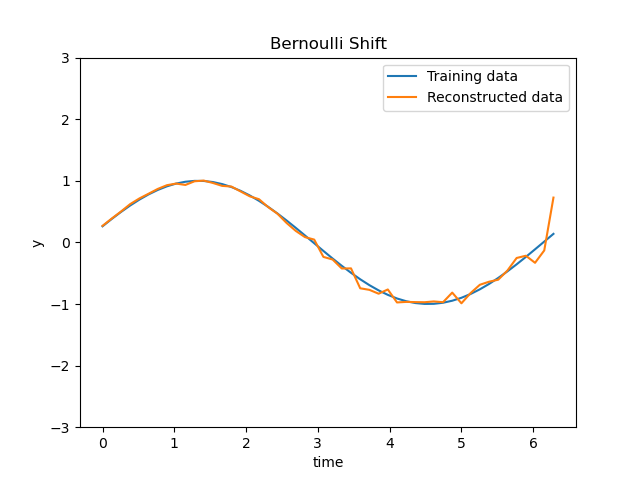 Bernoulli Shift
Training data
Reconstructed data
3
2
1
0
−1
−2
−3
y
0 1 2 3 4 5 6
time